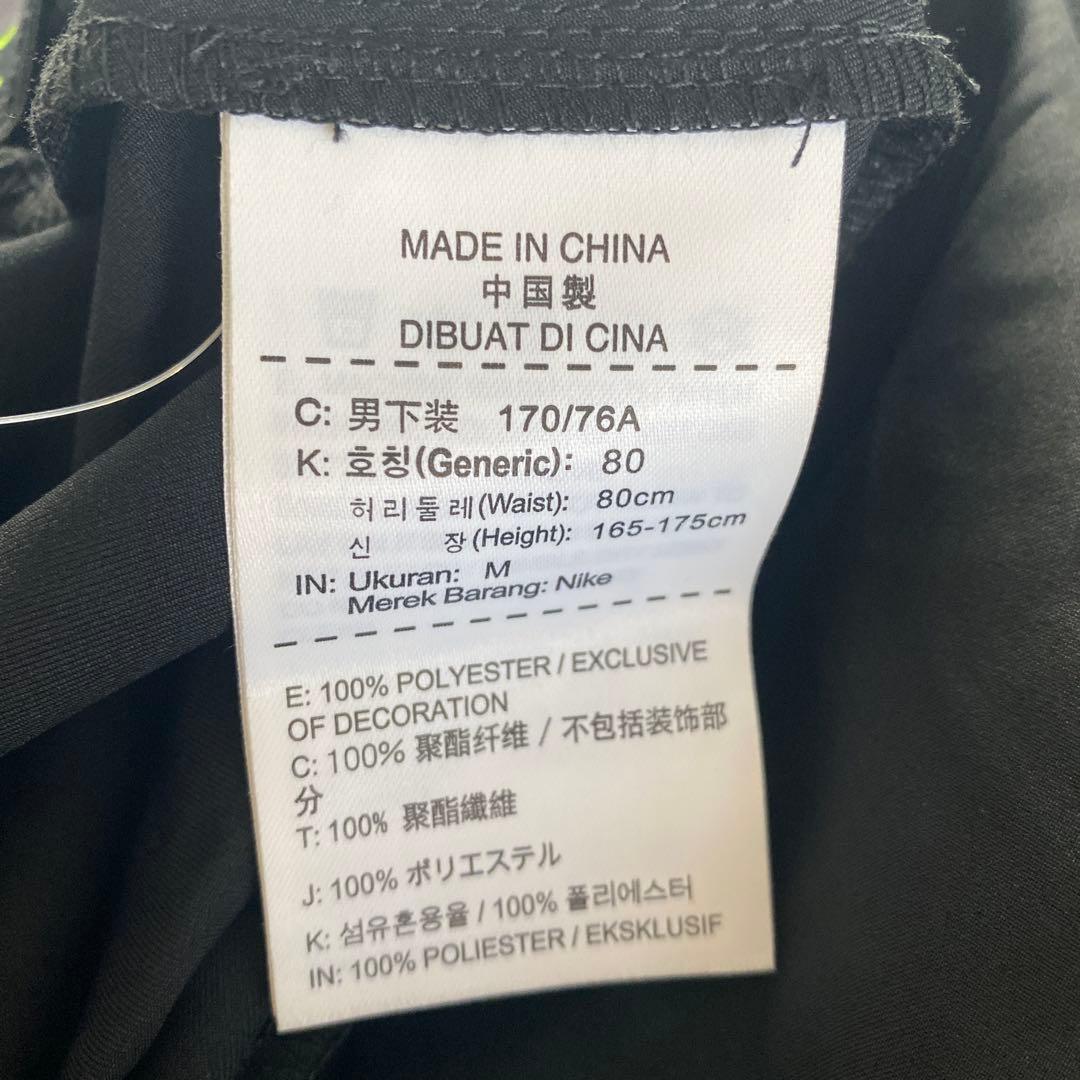 MADE IN CHINA
中国製
DIBUAT DI CINA
C: 男下装 170/76A
K: 호칭(Generic): 80
허리둘레(Waist): 80cm
신 장(Height): 165-175cm
IN: Ukuran: M
Merek Barang: Nike
E: 100% POLYESTER / EXCLUSIVE
OF DECORATION
C: 100% 聚酯纤维 / 不包括装饰部
分
T: 100% 聚酯纖維
J: 100% ポリエステル
K: 섬유혼용율 / 100% 폴리에스터
IN: 100% POLIESTER / EKSKLUSIF